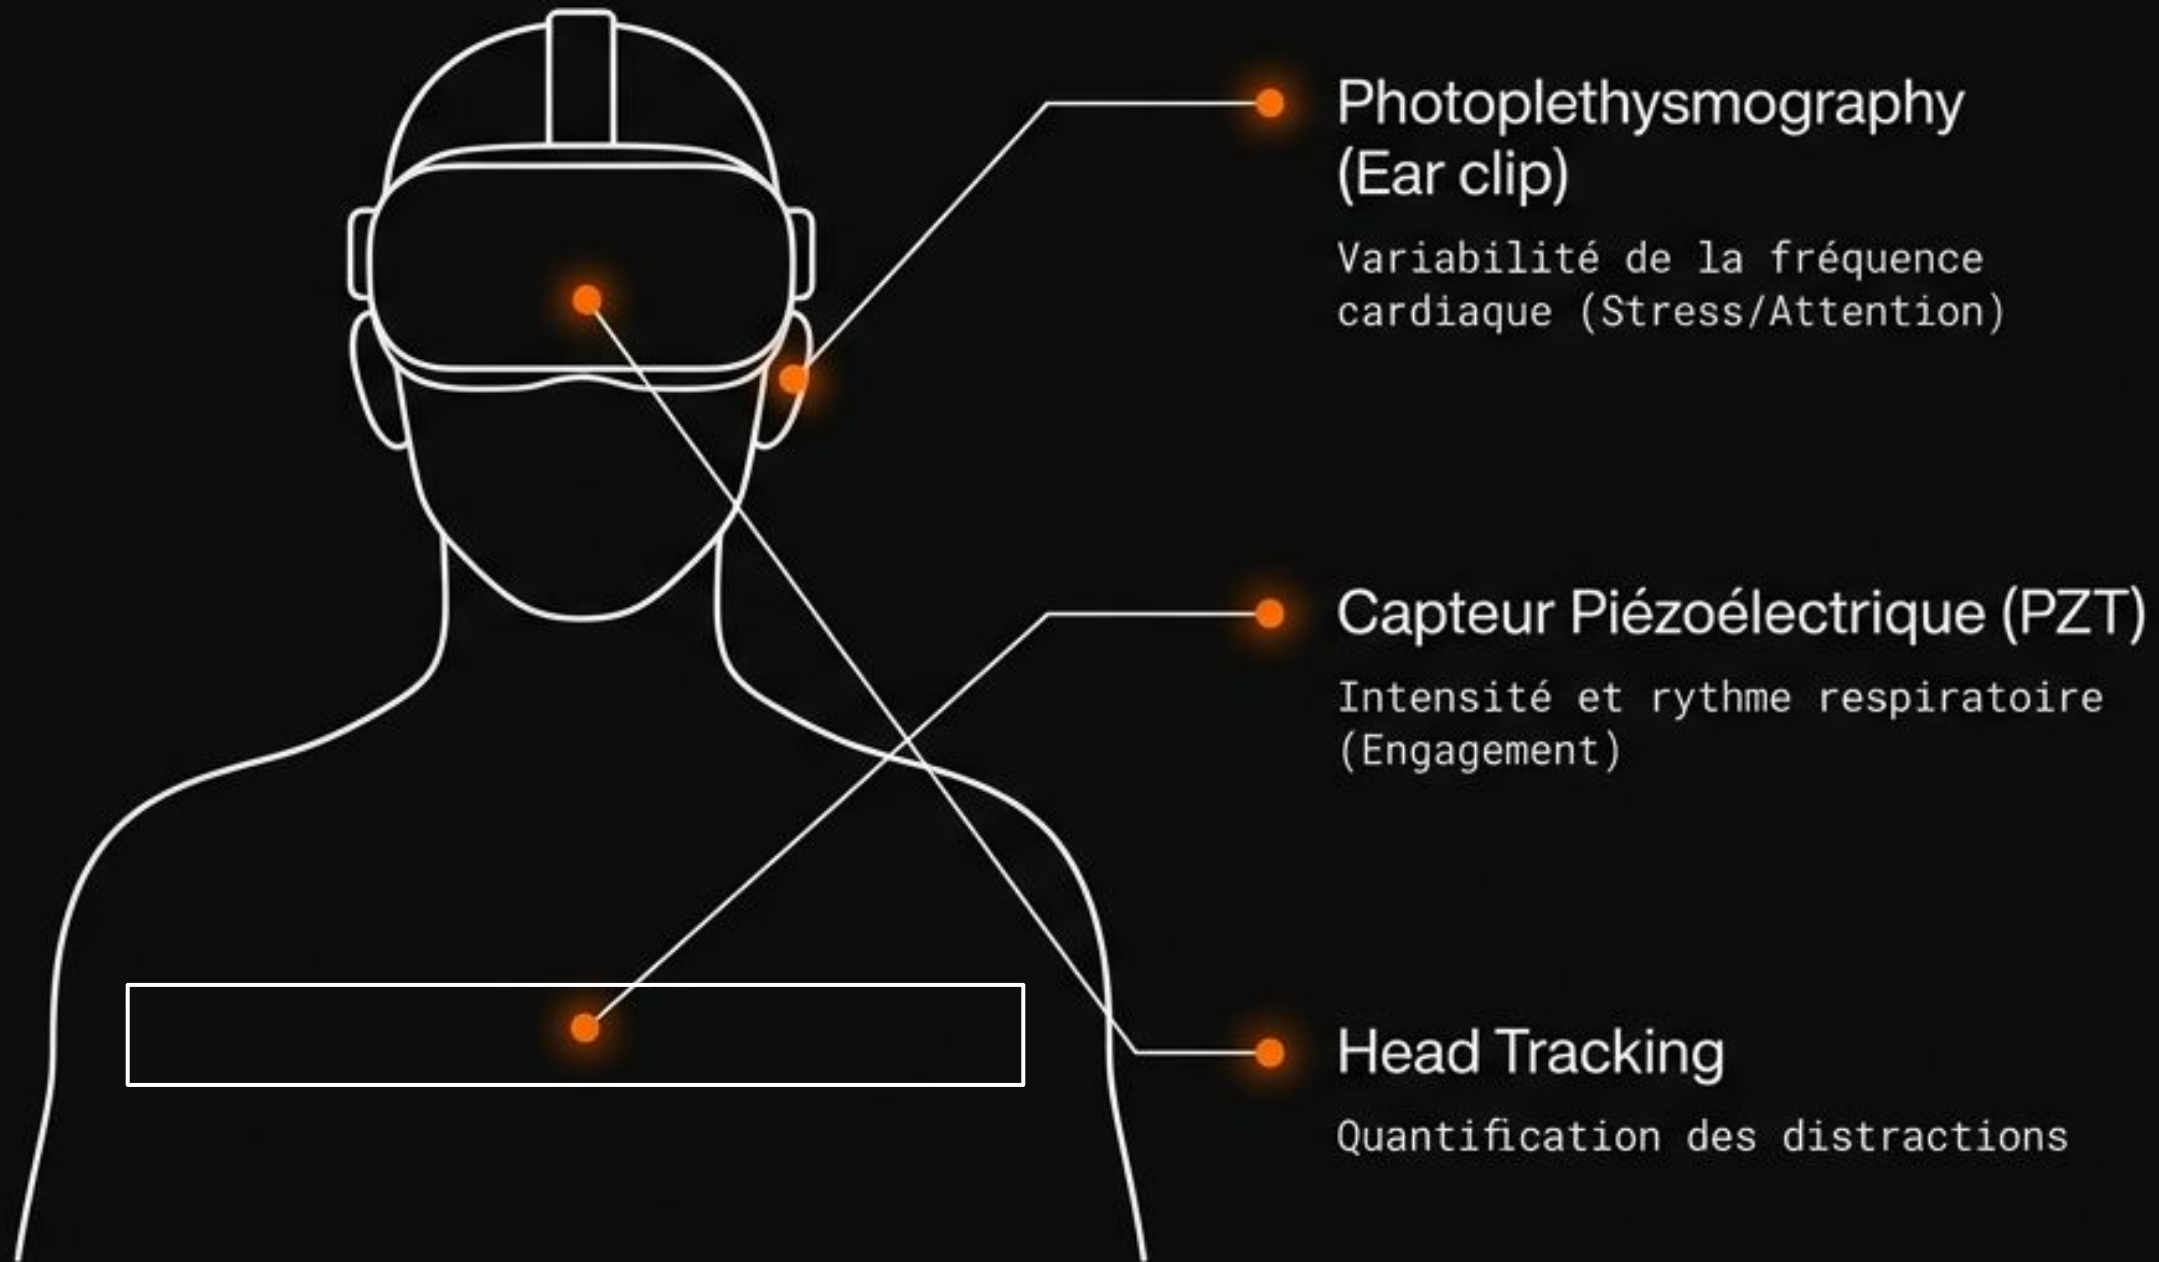 Photoplethysmography
(Ear clip)
Variabilité de la fréquence
cardiaque (Stress/Attention)
Capteur Piézoélectrique (PZT)
Intensité et rythme respiratoire
(Engagement)
Head Tracking
Quantification des distractions